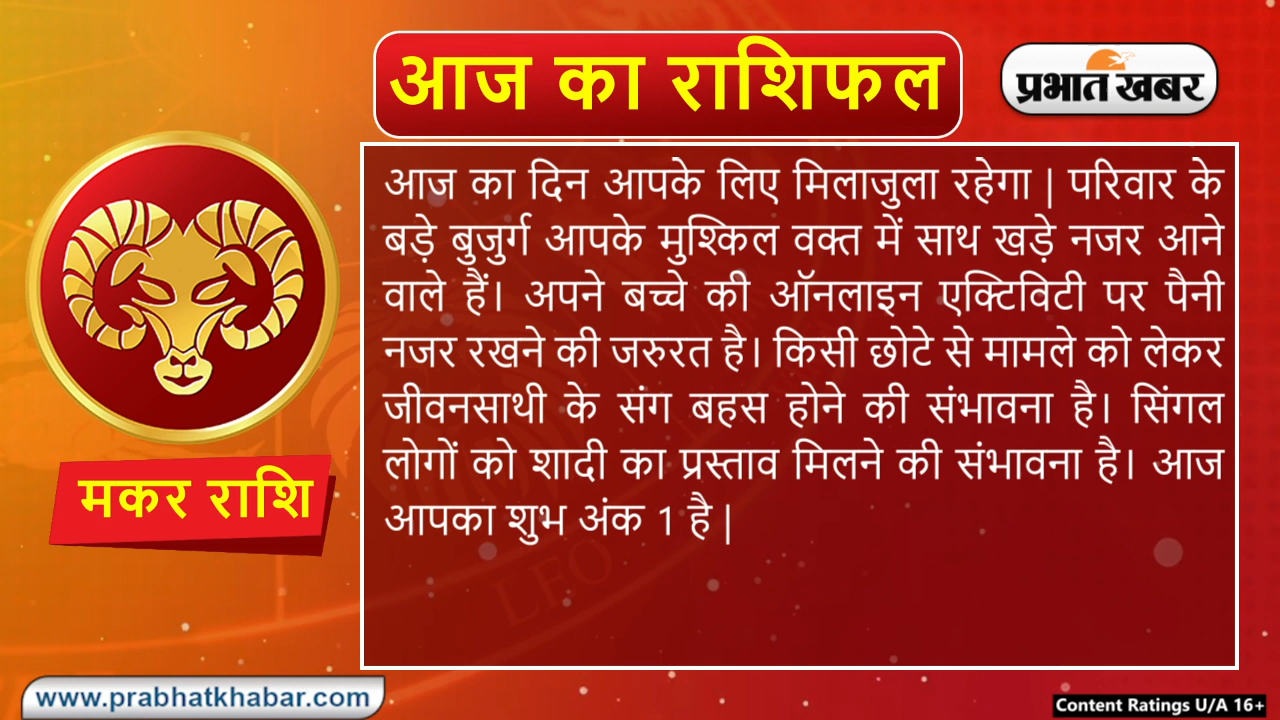 आज का राशिफल
प्रभात खबर
आज का दिन आपके लिए मिलाजुला रहेगा | परिवार के
बड़े बुजुर्ग आपके मुश्किल वक्त में साथ खड़े नजर आने
वाले हैं। अपने बच्चे की ऑनलाइन एक्टिविटी पर पैनी
नजर रखने की जरुरत है। किसी छोटे से मामले को लेकर
जीवनसाथी के संग बहस होने की संभावना है। सिंगल
लोगों को शादी का प्रस्ताव मिलने की संभावना है। आज
आपका शुभ अंक 1 है |
मकर राशि
LEO
www.prabhatkhabar.com
Content Ratings U/A 16+